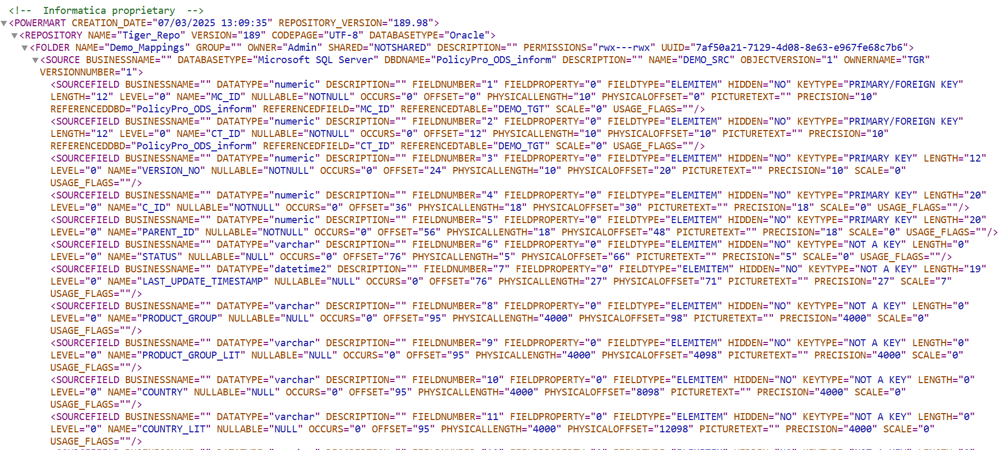 <!--  Informatica proprietary  -->
<POWERMART CREATION_DATE="07/03/2025 13:09:35" REPOSITORY_VERSION="189.98">
<REPOSITORY NAME="Tiger_Repo" VERSION="189" CODEPAGE="UTF-8" DATABASETYPE="Oracle">
<FOLDER NAME="Demo_Mappings" GROUP="" OWNER="Admin" SHARED="NOTSHARED" DESCRIPTION="" PERMISSIONS="rwx---rwx" UUID="7af50a21-7129-4d08-8e63-e967fe68c7b6">
<SOURCE BUSINESSNAME="" DATABASETYPE="Microsoft SQL Server" DBDNAME="PolicyPro_ODS_inform" DESCRIPTION="" NAME="DEMO_SRC" OBJECTVERSION="1" OWNERNAME="TGR"
VERSIONNUMBER="1">
<SOURCEFIELD BUSINESSNAME="" DATATYPE="numeric" DESCRIPTION="" FIELDNUMBER="1" FIELDPROPERTY="0" FIELDTYPE="ELEMITEM" HIDDEN="NO" KEYTYPE="PRIMARY/FOREIGN KEY"
LENGTH="12" LEVEL="0" NAME="MC_ID" NULLABLE="NOTNULL" OCCURS="0" OFFSET="0" PHYSICALLENGTH="10" PHYSICALOFFSET="0" PICTURETEXT="" PRECISION="10"
REFERENCEDDBD="PolicyPro_ODS_inform" REFERENCEDFIELD="MC_ID" REFERENCEDTABLE="DEMO_TGT" SCALE="0" USAGE_FLAGS=""/>
<SOURCEFIELD BUSINESSNAME="" DATATYPE="numeric" DESCRIPTION="" FIELDNUMBER="2" FIELDPROPERTY="0" FIELDTYPE="ELEMITEM" HIDDEN="NO" KEYTYPE="PRIMARY/FOREIGN KEY"
LENGTH="12" LEVEL="0" NAME="CT_ID" NULLABLE="NOTNULL" OCCURS="0" OFFSET="12" PHYSICALLENGTH="10" PHYSICALOFFSET="10" PICTURETEXT="" PRECISION="10"
REFERENCEDDBD="PolicyPro_ODS_inform" REFERENCEDFIELD="CT_ID" REFERENCEDTABLE="DEMO_TGT" SCALE="0" USAGE_FLAGS=""/>
<SOURCEFIELD BUSINESSNAME="" DATATYPE="numeric" DESCRIPTION="" FIELDNUMBER="3" FIELDPROPERTY="0" FIELDTYPE="ELEMITEM" HIDDEN="NO" KEYTYPE="PRIMARY KEY" LENGTH="12"
LEVEL="0" NAME="VERSION_NO" NULLABLE="NOTNULL" OCCURS="0" OFFSET="24" PHYSICALLENGTH="10" PHYSICALOFFSET="20" PICTURETEXT="" PRECISION="10" SCALE="0"
USAGE_FLAGS=""/>
<SOURCEFIELD BUSINESSNAME="" DATATYPE="numeric" DESCRIPTION="" FIELDNUMBER="4" FIELDPROPERTY="0" FIELDTYPE="ELEMITEM" HIDDEN="NO" KEYTYPE="PRIMARY KEY" LENGTH="20"
LEVEL="0" NAME="C_ID" NULLABLE="NOTNULL" OCCURS="0" OFFSET="36" PHYSICALLENGTH="18" PHYSICALOFFSET="30" PICTURETEXT="" PRECISION="18" SCALE="0" USAGE_FLAGS=""/>
<SOURCEFIELD BUSINESSNAME="" DATATYPE="numeric" DESCRIPTION="" FIELDNUMBER="5" FIELDPROPERTY="0" FIELDTYPE="ELEMITEM" HIDDEN="NO" KEYTYPE="PRIMARY KEY" LENGTH="20"
LEVEL="0" NAME="PARENT_ID" NULLABLE="NOTNULL" OCCURS="0" OFFSET="56" PHYSICALLENGTH="18" PHYSICALOFFSET="48" PICTURETEXT="" PRECISION="18" SCALE="0" USAGE_FLAGS=""/>
<SOURCEFIELD BUSINESSNAME="" DATATYPE="varchar" DESCRIPTION="" FIELDNUMBER="6" FIELDPROPERTY="0" FIELDTYPE="ELEMITEM" HIDDEN="NO" KEYTYPE="NOT A KEY" LENGTH="0"
LEVEL="0" NAME="STATUS" NULLABLE="NULL" OCCURS="0" OFFSET="76" PHYSICALLENGTH="5" PHYSICALOFFSET="66" PICTURETEXT="" PRECISION="5" SCALE="0" USAGE_FLAGS=""/>
<SOURCEFIELD BUSINESSNAME="" DATATYPE="datetime2" DESCRIPTION="" FIELDNUMBER="7" FIELDPROPERTY="0" FIELDTYPE="ELEMITEM" HIDDEN="NO" KEYTYPE="NOT A KEY" LENGTH="19"
LEVEL="0" NAME="LAST_UPDATE_TIMESTAMP" NULLABLE="NULL" OCCURS="0" OFFSET="76" PHYSICALLENGTH="27" PHYSICALOFFSET="71" PICTURETEXT="" PRECISION="27" SCALE="7"
USAGE_FLAGS=""/>
<SOURCEFIELD BUSINESSNAME="" DATATYPE="varchar" DESCRIPTION="" FIELDNUMBER="8" FIELDPROPERTY="0" FIELDTYPE="ELEMITEM" HIDDEN="NO" KEYTYPE="NOT A KEY" LENGTH="0"
LEVEL="0" NAME="PRODUCT_GROUP" NULLABLE="NULL" OCCURS="0" OFFSET="95" PHYSICALLENGTH="4000" PHYSICALOFFSET="98" PICTURETEXT="" PRECISION="4000" SCALE="0"
USAGE_FLAGS=""/>
<SOURCEFIELD BUSINESSNAME="" DATATYPE="varchar" DESCRIPTION="" FIELDNUMBER="9" FIELDPROPERTY="0" FIELDTYPE="ELEMITEM" HIDDEN="NO" KEYTYPE="NOT A KEY" LENGTH="0"
LEVEL="0" NAME="PRODUCT_GROUP_LIT" NULLABLE="NULL" OCCURS="0" OFFSET="95" PHYSICALLENGTH="4000" PHYSICALOFFSET="4098" PICTURETEXT="" PRECISION="4000" SCALE="0"
USAGE_FLAGS=""/>
<SOURCEFIELD BUSINESSNAME="" DATATYPE="varchar" DESCRIPTION="" FIELDNUMBER="10" FIELDPROPERTY="0" FIELDTYPE="ELEMITEM" HIDDEN="NO" KEYTYPE="NOT A KEY" LENGTH="0"
LEVEL="0" NAME="COUNTRY" NULLABLE="NULL" OCCURS="0" OFFSET="95" PHYSICALLENGTH="4000" PHYSICALOFFSET="8098" PICTURETEXT="" PRECISION="4000" SCALE="0"
USAGE_FLAGS=""/>
<SOURCEFIELD BUSINESSNAME="" DATATYPE="varchar" DESCRIPTION="" FIELDNUMBER="11" FIELDPROPERTY="0" FIELDTYPE="ELEMITEM" HIDDEN="NO" KEYTYPE="NOT A KEY" LENGTH="0"
LEVEL="0" NAME="COUNTRY_LIT" NULLABLE="NULL" OCCURS="0" OFFSET="95" PHYSICALLENGTH="4000" PHYSICALOFFSET="12098" PICTURETEXT="" PRECISION="4000" SCALE="0"
USAGE_FLAGS=""/>